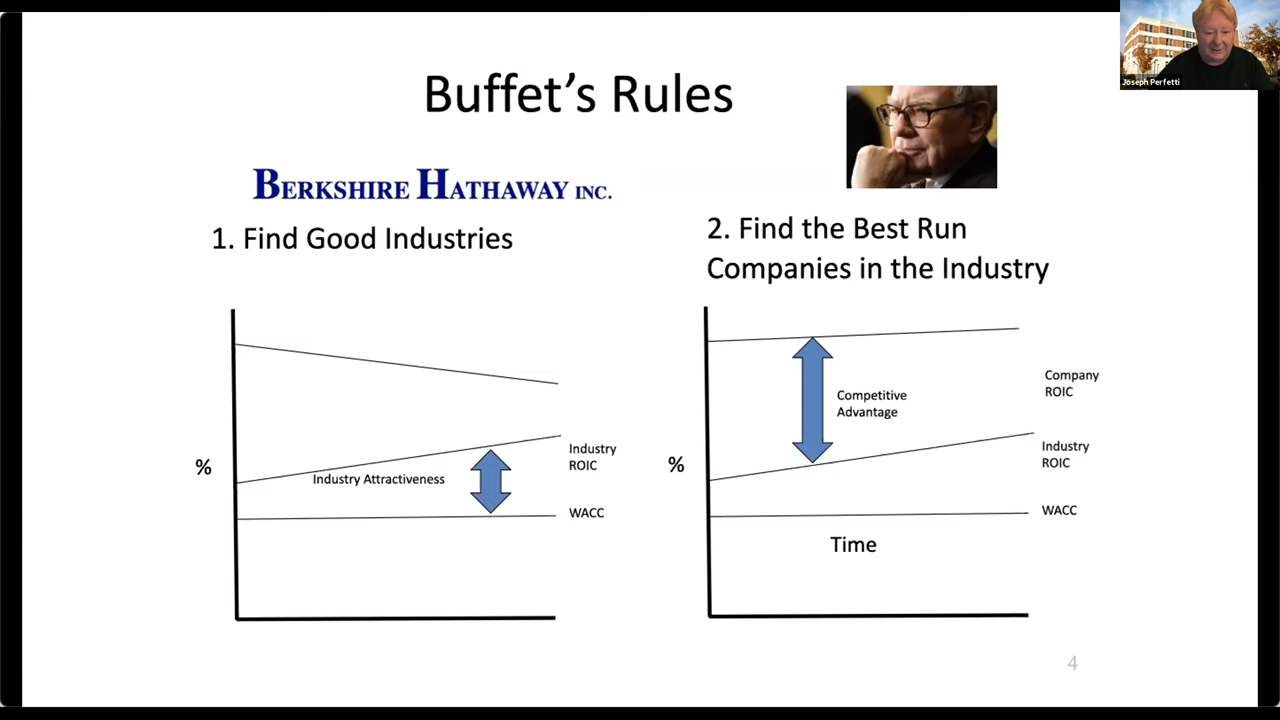 Buffet’s Rules
Joseph Perfetti
BERKSHIRE HATHAWAY INC.
1. Find Good Industries
%
Industry Attractiveness
Industry
ROIC
WACC
2. Find the Best Run
Companies in the Industry
%
Competitive
Advantage
Company
ROIC
Industry
ROIC
WACC
Time
4